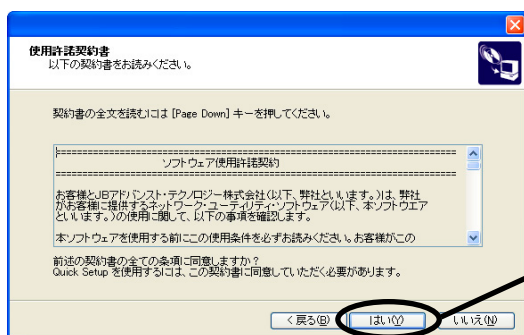 使用許諾契約書
以下の契約書をお読みください。
契約書の全文を読むには [Page Down] キーを押してください。
==========================================================================
ソフトウェア使用許諾契約
==========================================================================
お客様とJBアドバンスト・テクノロジー株式会社(以下、弊社といいます。)は、弊社
がお客様に提供するネットワーク・ユーティリティ・ソフトウェア(以下、本ソフトウエア
といいます。)の使用に関して、以下の事項を確認します。
本ソフトウェアを使用する前にこの使用条件を必ずお読みください。お客様がこの
前述の契約書の全ての条項に同意しますか?
Quick Setup を使用するには、この契約書に同意していただく必要があります。
< 戻る(B)
はい(Y)
いいえ(N)